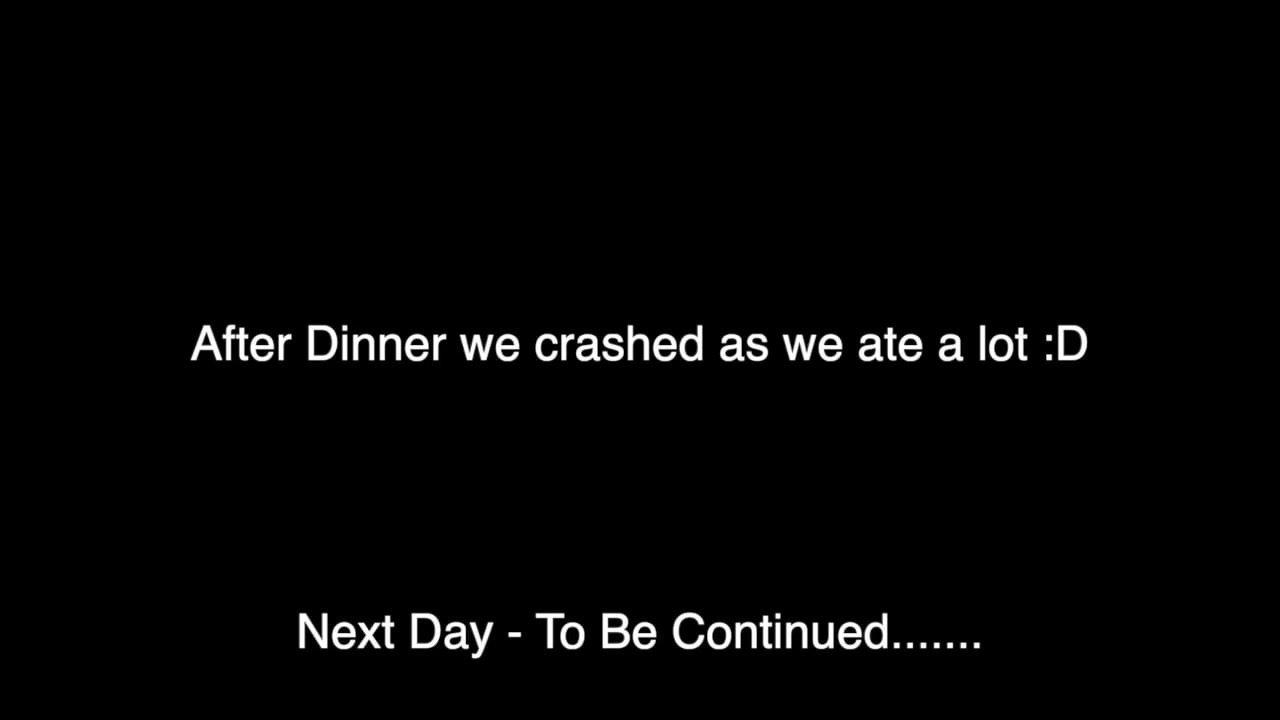 After Dinner we crashed as we ate a lot :D
Next Day - To Be Continued.......